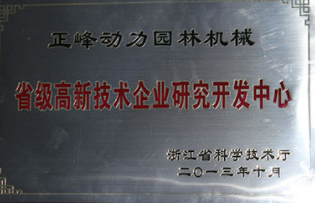 正峰动力园林机械
省级高新技术企业研究开发中心
浙江省科学技术厅
二〇一三年十月